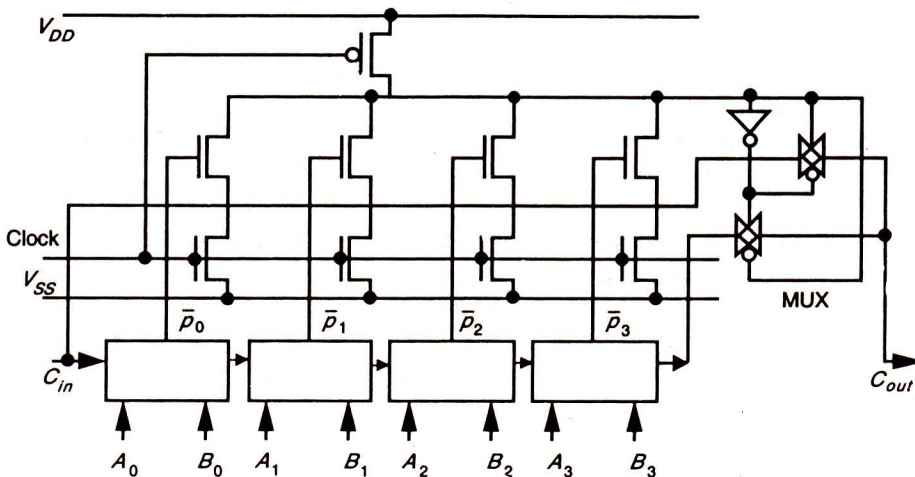 V_DD
Clock
V_SS
MUX
p̄_0 p̄_1 p̄_2 p̄_3
C_in C_out
A_0 B_0 A_1 B_1 A_2 B_2 A_3 B_3